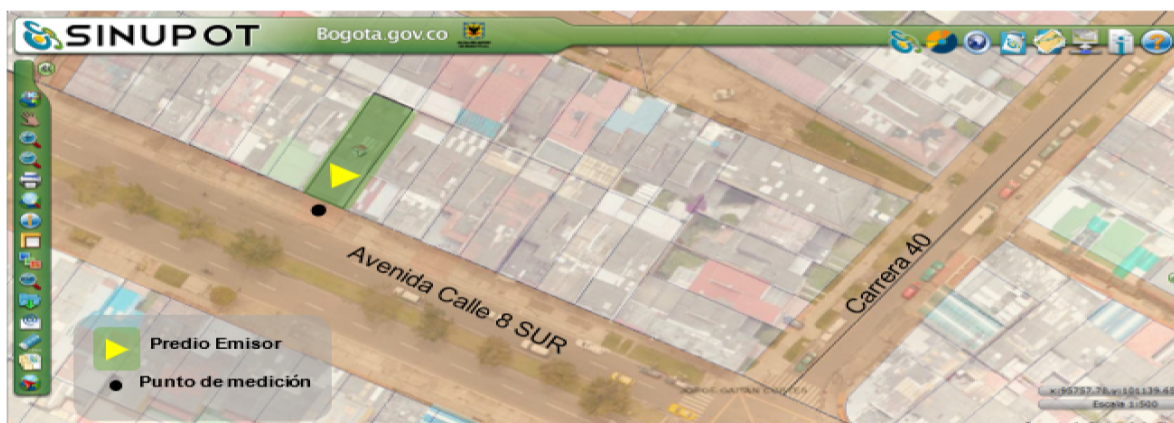 SINUPOT
Bogota.gov.co
Avenida Calle 8 SUR
Carrera 40
Predio Emisor
Punto de medición
Escala 1:500